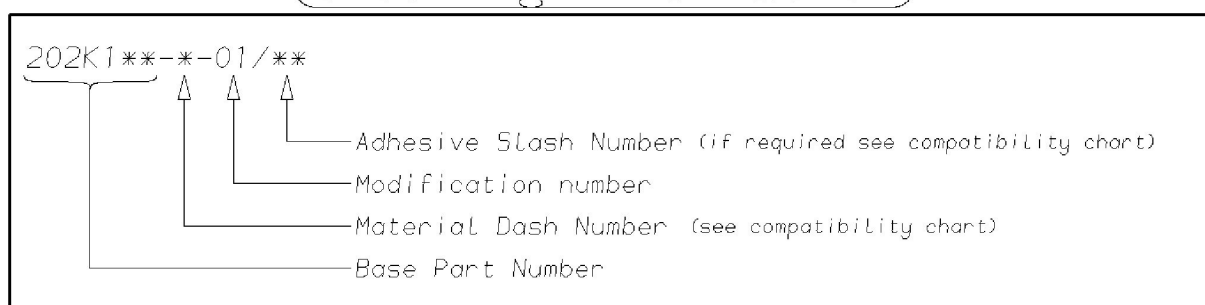 202K1**-*-01/**
Adhesive Slash Number (if required see compatibility chart)
Modification number
Material Dash Number (see compatibility chart)
Base Part Number